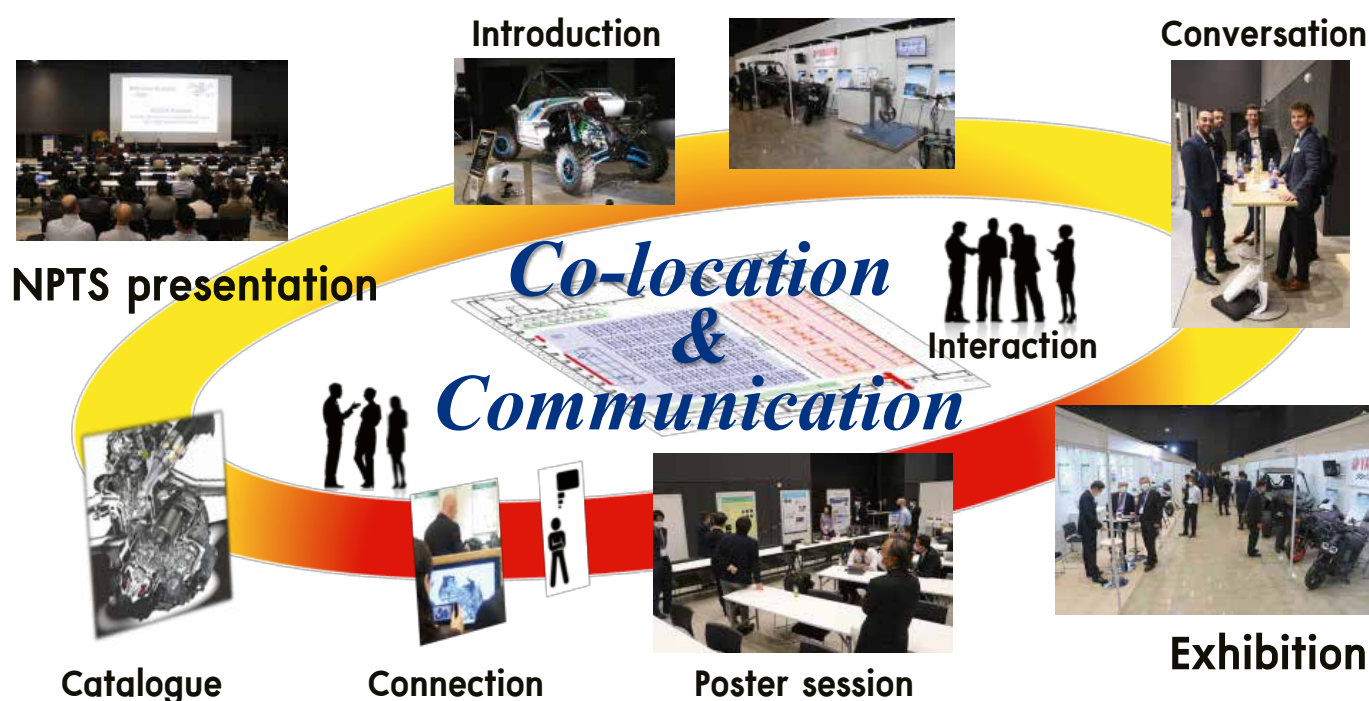 Introduction
Conversation
NPTS presentation
Co-location
&
Communication
Interaction
Catalogue
Connection
Poster session
Exhibition